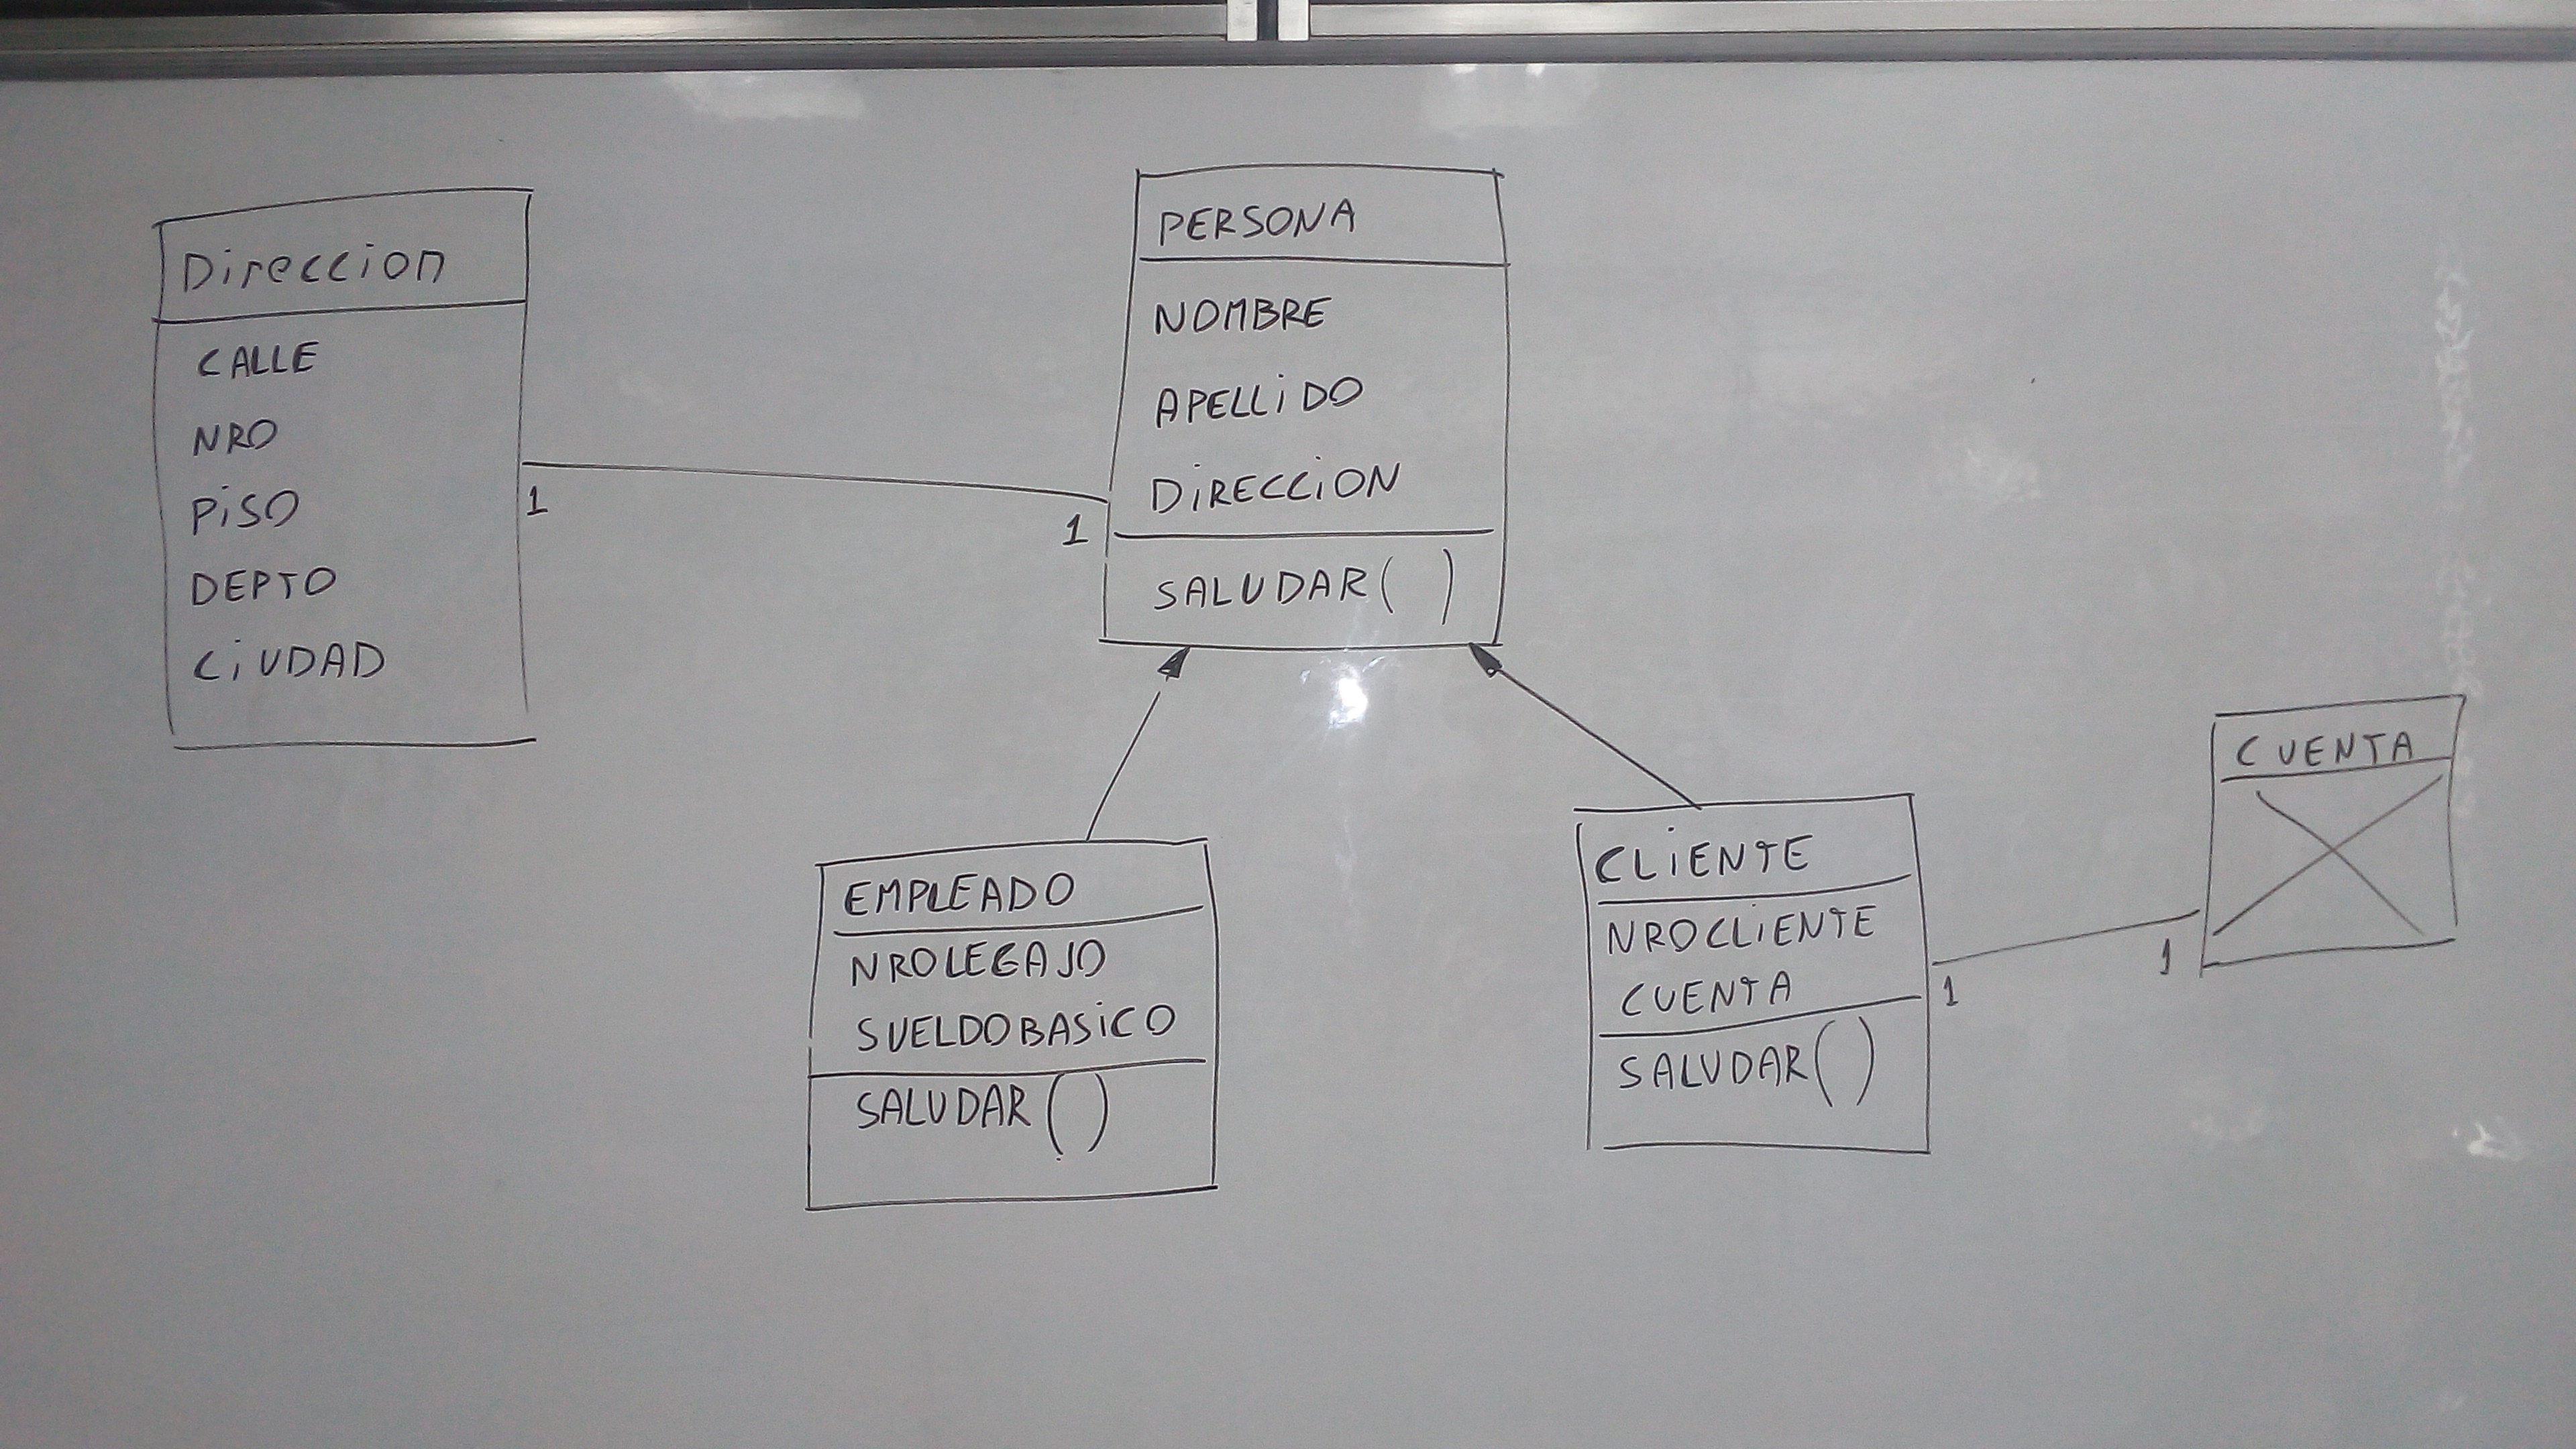 Direccion
CALLE
NRO
PISO
DEPTO
CIUDAD
1
1
PERSONA
NOMBRE
APELLIDO
DIRECCION
SALUDAR( )
EMPLEADO
NROLEGAJO
SUELDOBASICO
SALUDAR( )
CLIENTE
NROCLIENTE
CUENTA
SALUDAR( )
1
1
CUENTA